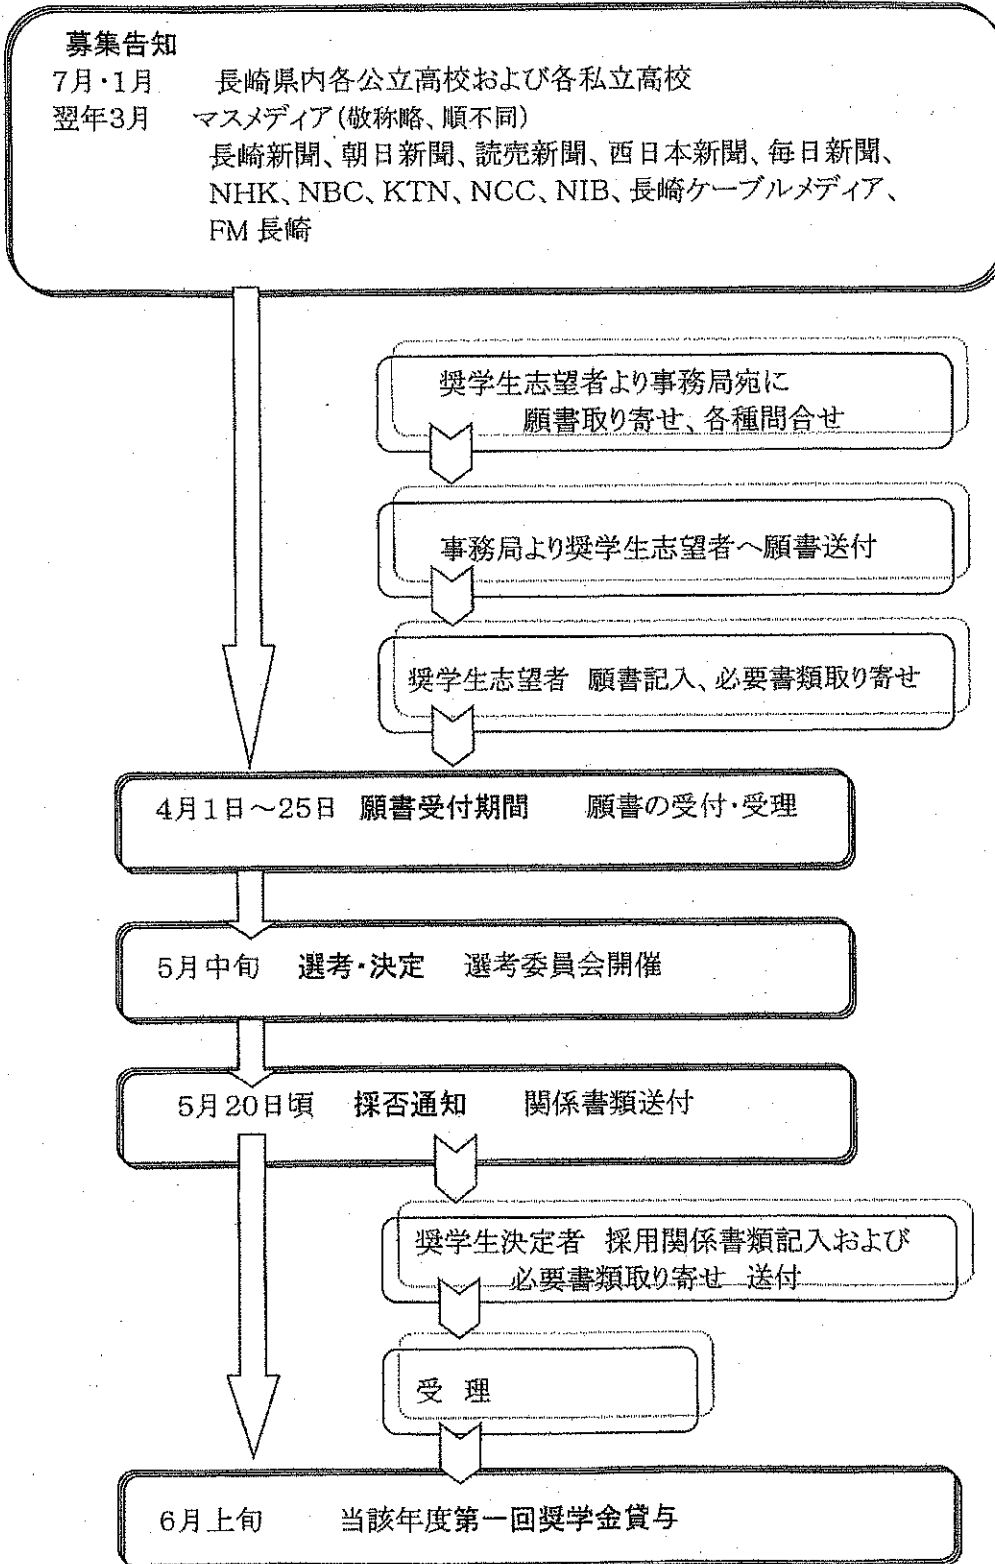 募集告知
7月・1月 長崎県内各公立高校および各私立高校
翌年3月 マスメディア(敬称略、順不同)
長崎新聞、朝日新聞、読売新聞、西日本新聞、毎日新聞、
NHK、NBC、KTN、NCC、NIB、長崎ケーブルメディア、
FM長崎
奨学生志望者より事務局宛に
願書取り寄せ、各種問合せ
事務局より奨学生志望者へ願書送付
奨学生志望者 願書記入、必要書類取り寄せ
4月1日～25日 願書受付期間 願書の受付・受理
5月中旬 選考・決定 選考委員会開催
5月20日頃 採否通知 関係書類送付
奨学生決定者 採用関係書類記入および
必要書類取り寄せ 送付
受 理
6月上旬 当該年度第一回奨学金貸与